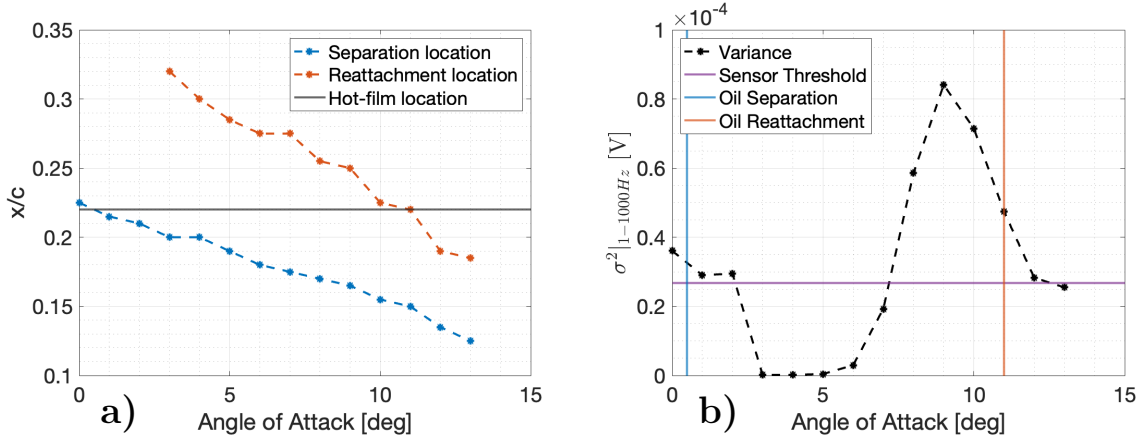 0.35
0.3
0.25
0.2
0.15
0.1
x/c
0
5
10
15
Angle of Attack [deg]
Separation location
Reattachment location
Hot-film location
a)
×10⁻⁴
1
0.8
0.6
0.4
0.2
0
σ²|₁₋₁₀₀₀Hz [V]
0
5
10
15
Angle of Attack [deg]
Variance
Sensor Threshold
Oil Separation
Oil Reattachment
b)